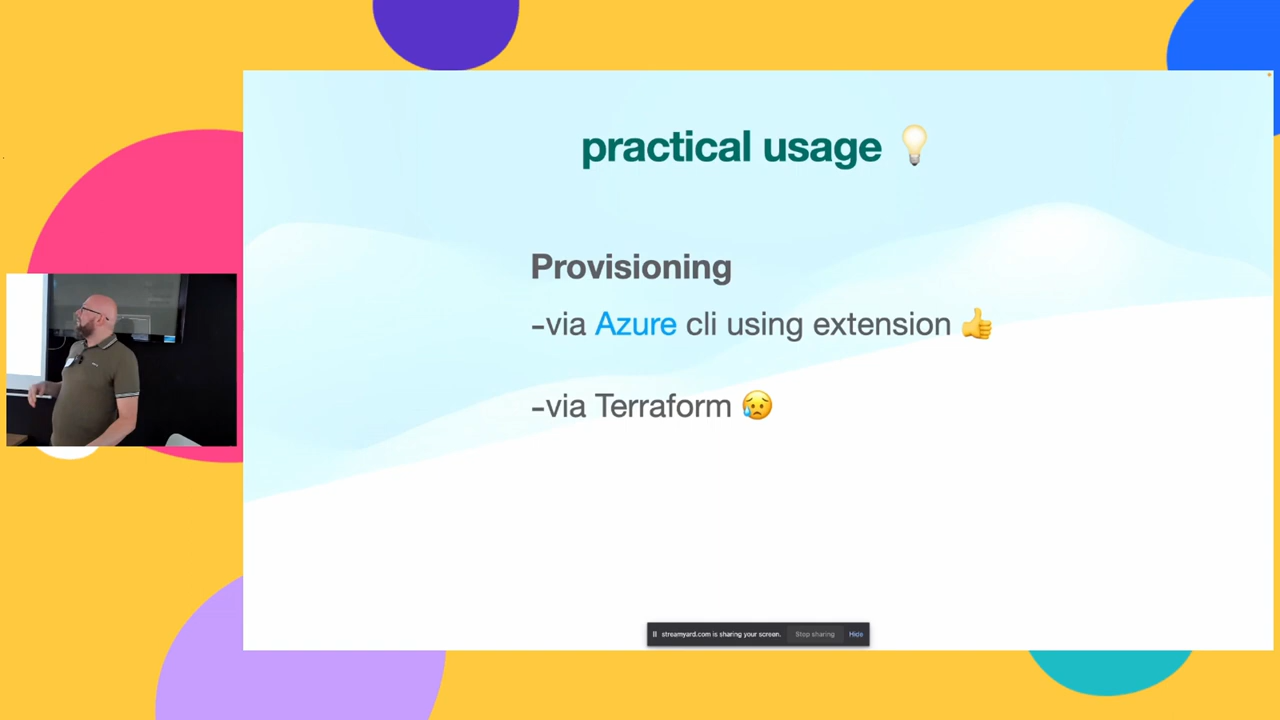 practical usage 💡
Provisioning
-via Azure cli using extension 👍
-via Terraform 😥
streamyard.com is sharing your screen. Stop sharing Hide